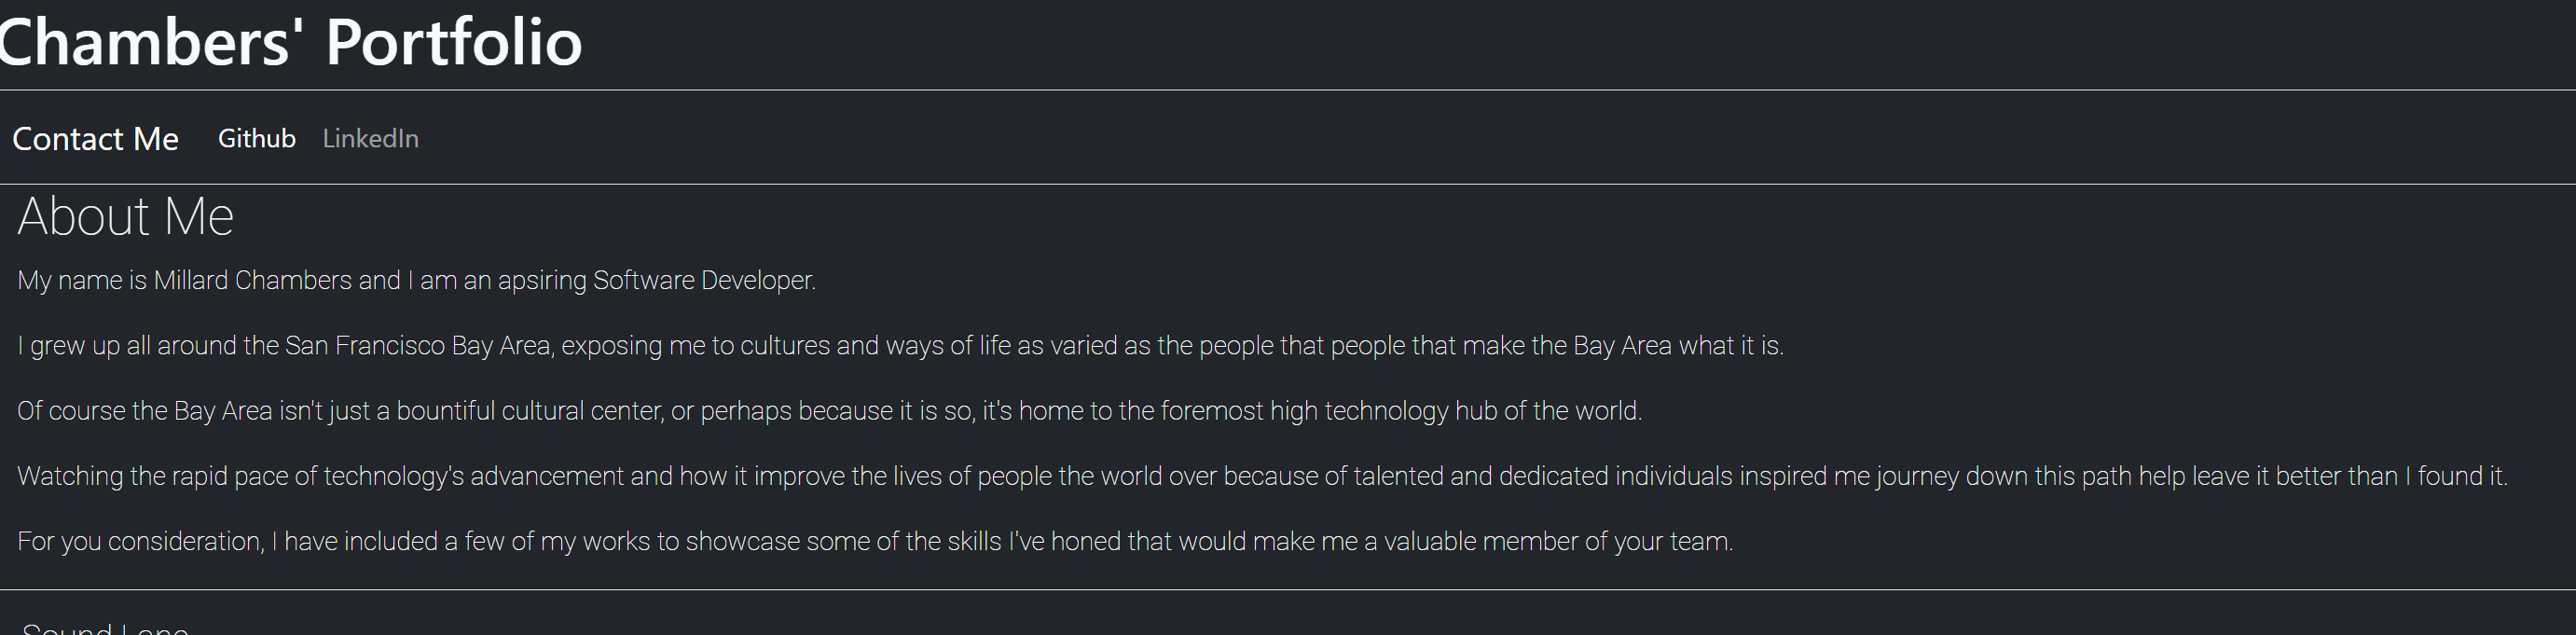 Chambers' Portfolio
Contact Me Github LinkedIn
About Me
My name is Millard Chambers and I am an apsiring Software Developer.
I grew up all around the San Francisco Bay Area, exposing me to cultures and ways of life as varied as the people that people that make the Bay Area what it is.
Of course the Bay Area isn't just a bountiful cultural center, or perhaps because it is so, it's home to the foremost high technology hub of the world.
Watching the rapid pace of technology's advancement and how it improve the lives of people the world over because of talented and dedicated individuals inspired me journey down this path help leave it better than I found it.
For you consideration, I have included a few of my works to showcase some of the skills I've honed that would make me a valuable member of your team.
Sound Lane